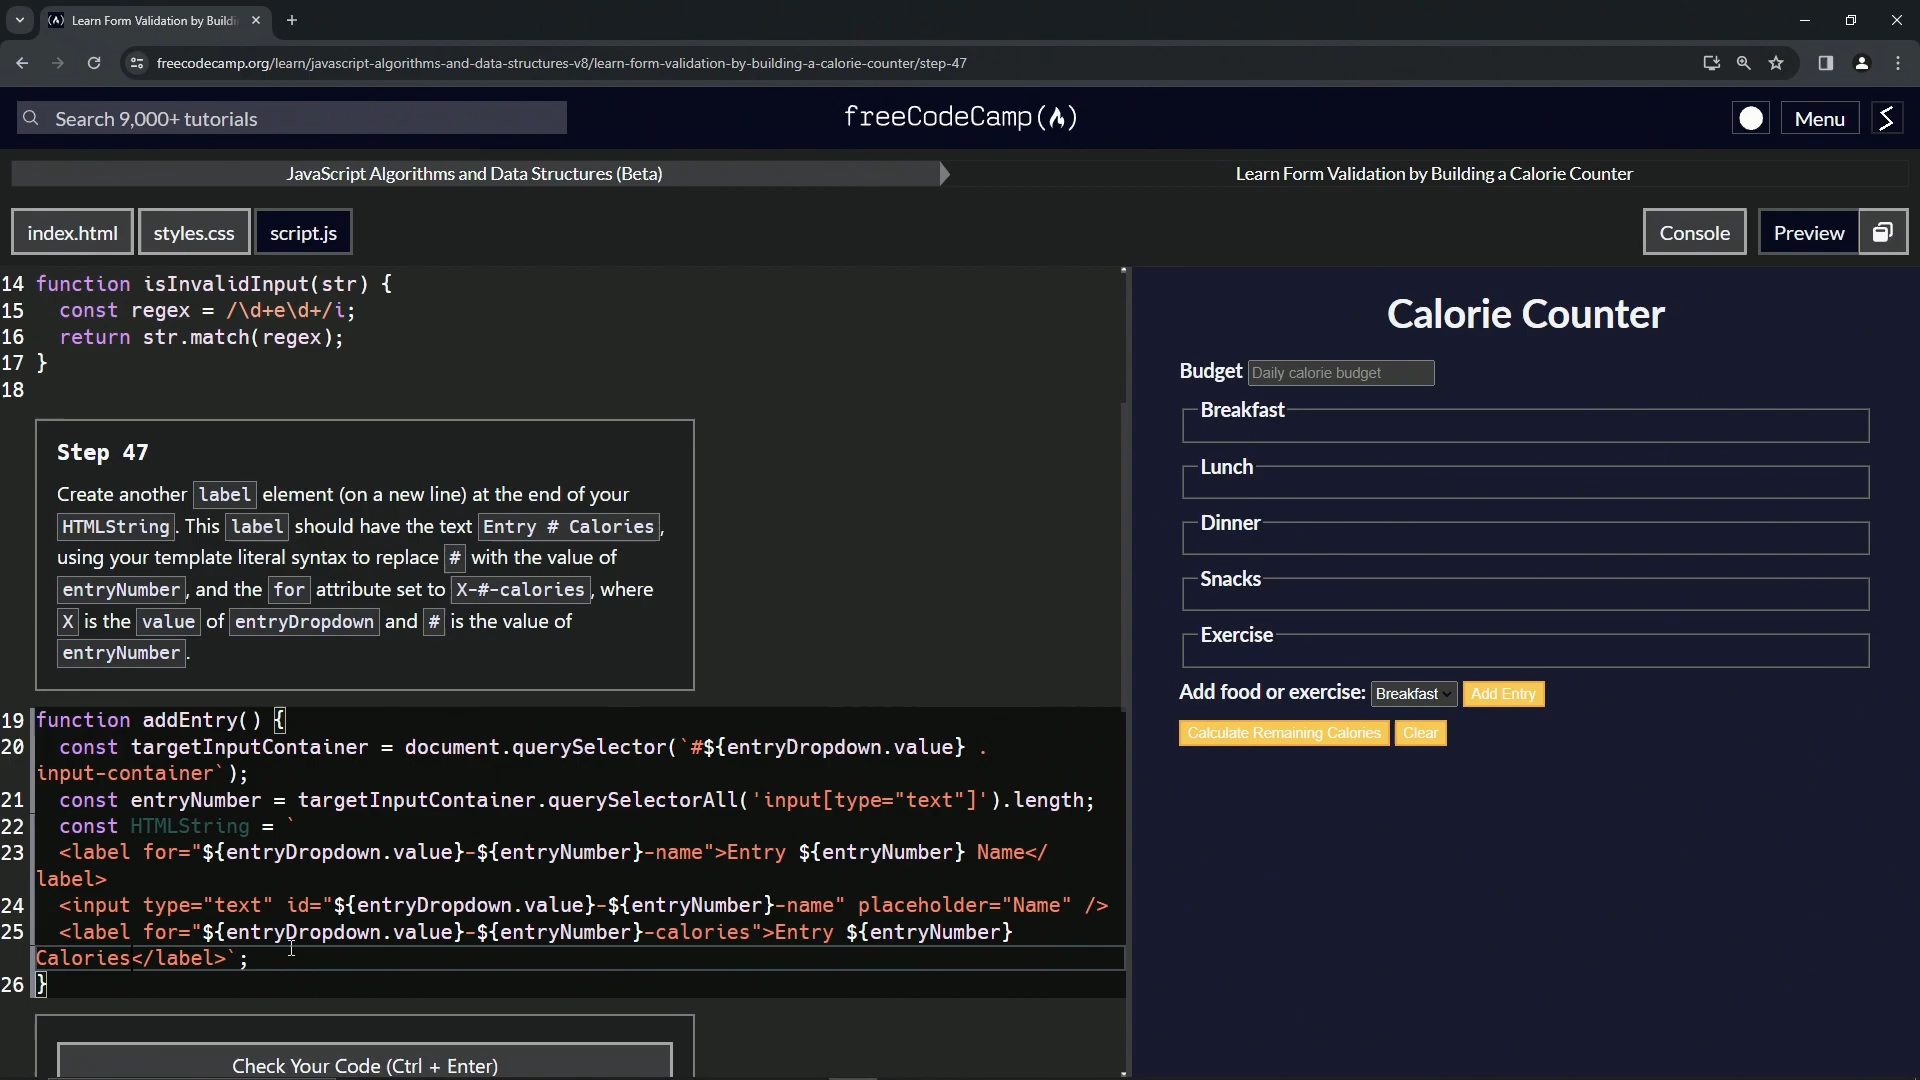 Learn Form Validation by Buildi
freecodecamp.org/learn/javascript-algorithms-and-data-structures-v8/learn-form-validation-by-building-a-calorie-counter/step-47
Search 9,000+ tutorials
freeCodeCamp(🔥)
Menu
JavaScript Algorithms and Data Structures (Beta)
Learn Form Validation by Building a Calorie Counter
index.html
styles.css
script.js
Console
Preview
14 function isInvalidInput(str) {
15 const regex = /\d+e\d+/i;
16 return str.match(regex);
17 }
18
Step 47
Create another label element (on a new line) at the end of your
HTMLString. This label should have the text Entry # Calories,
using your template literal syntax to replace # with the value of
entryNumber, and the for attribute set to X-#-calories, where
X is the value of entryDropdown and # is the value of
entryNumber.
19 function addEntry() {
20 const targetInputContainer = document.querySelector(`#${entryDropdown.value} .
input-container`);
21 const entryNumber = targetInputContainer.querySelectorAll('input[type="text"]').length;
22 const HTMLString = `
23 <label for="${entryDropdown.value}-${entryNumber}-name">Entry ${entryNumber} Name</
label>
24 <input type="text" id="${entryDropdown.value}-${entryNumber}-name" placeholder="Name" />
25 <label for="${entryDropdown.value}-${entryNumber}-calories">Entry ${entryNumber}
Calories</label>`;
26 }
Check Your Code (Ctrl + Enter)
Calorie Counter
Budget Daily calorie budget
Breakfast
Lunch
Dinner
Snacks
Exercise
Add food or exercise: Breakfast Add Entry
Calculate Remaining Calories Clear